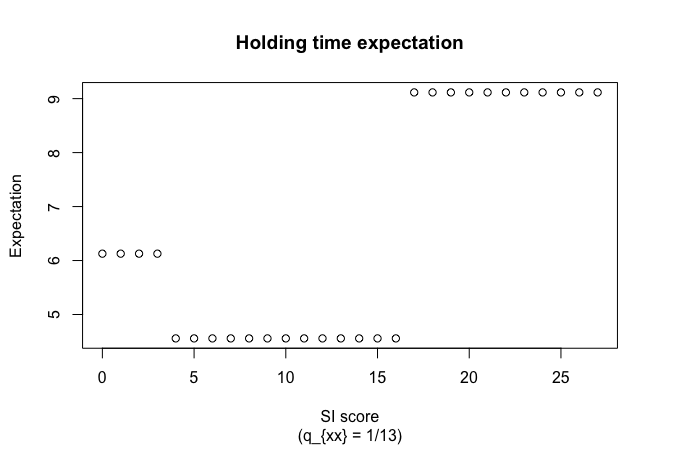 Holding time expectation
9
8
7
6
5
Expectation
0 5 10 15 20 25
SI score
(q_{xx} = 1/13)